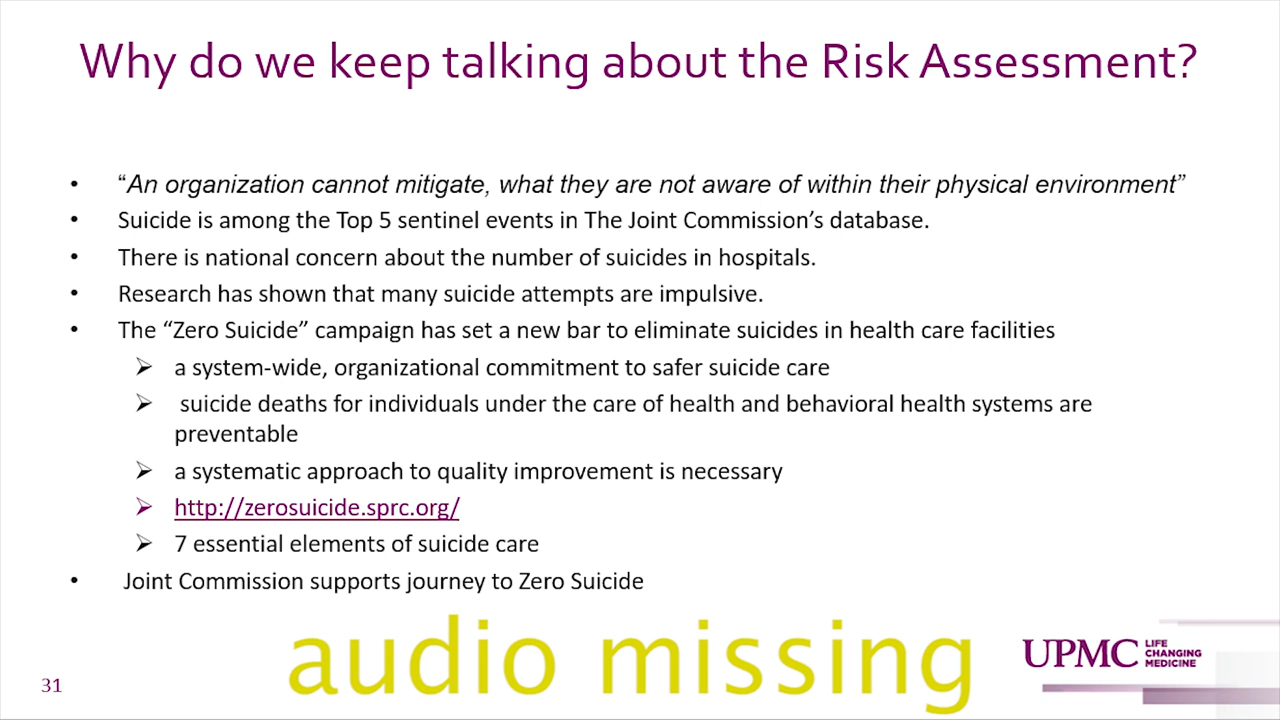 Why do we keep talking about the Risk Assessment?
• “An organization cannot mitigate, what they are not aware of within their physical environment”
• Suicide is among the Top 5 sentinel events in The Joint Commission’s database.
• There is national concern about the number of suicides in hospitals.
• Research has shown that many suicide attempts are impulsive.
• The “Zero Suicide” campaign has set a new bar to eliminate suicides in health care facilities
➢ a system-wide, organizational commitment to safer suicide care
➢ suicide deaths for individuals under the care of health and behavioral health systems are
preventable
➢ a systematic approach to quality improvement is necessary
➢ http://zerosuicide.sprc.org/
➢ 7 essential elements of suicide care
• Joint Commission supports journey to Zero Suicide
audio missing
UPMC
LIFE
CHANGING
MEDICINE
31